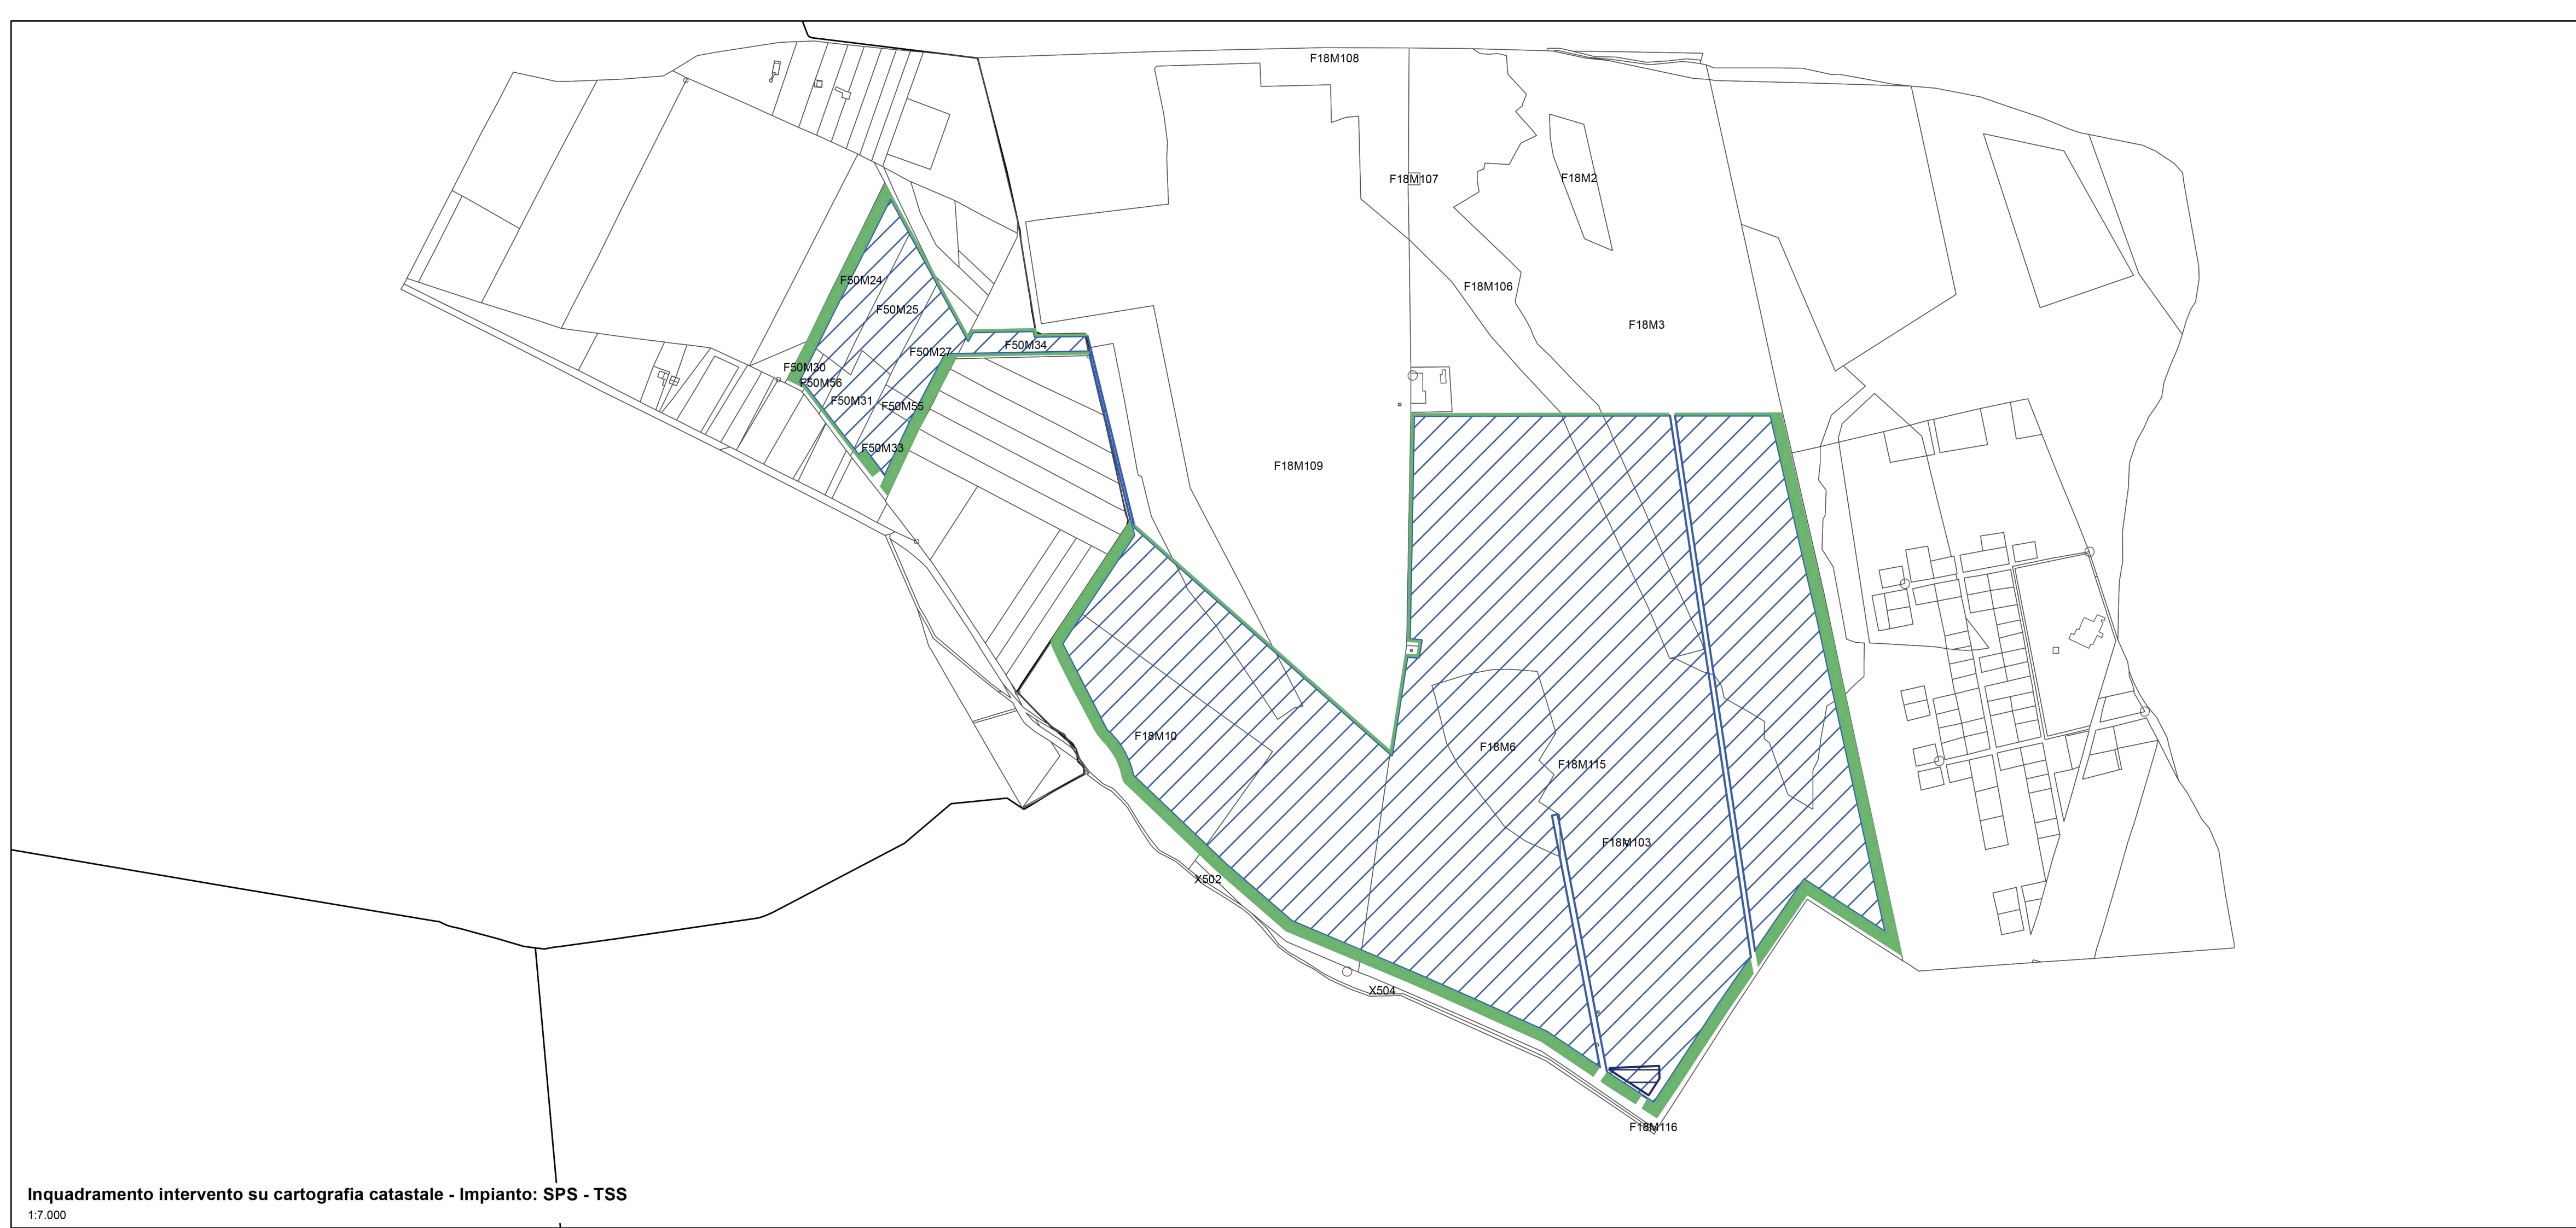 F18M108
F18M107
F18M2
F50M24
F18M106
F50M25
F18M3
F50M34
F50M27
F50M30
F50M56
F50M31
F50M55
F50M33
F18M109
F18M10
F18M6
F18M115
F18M103
X502
X504
F18M116
Inquadramento intervento su cartografia catastale - Impianto: SPS - TSS
1:7.000